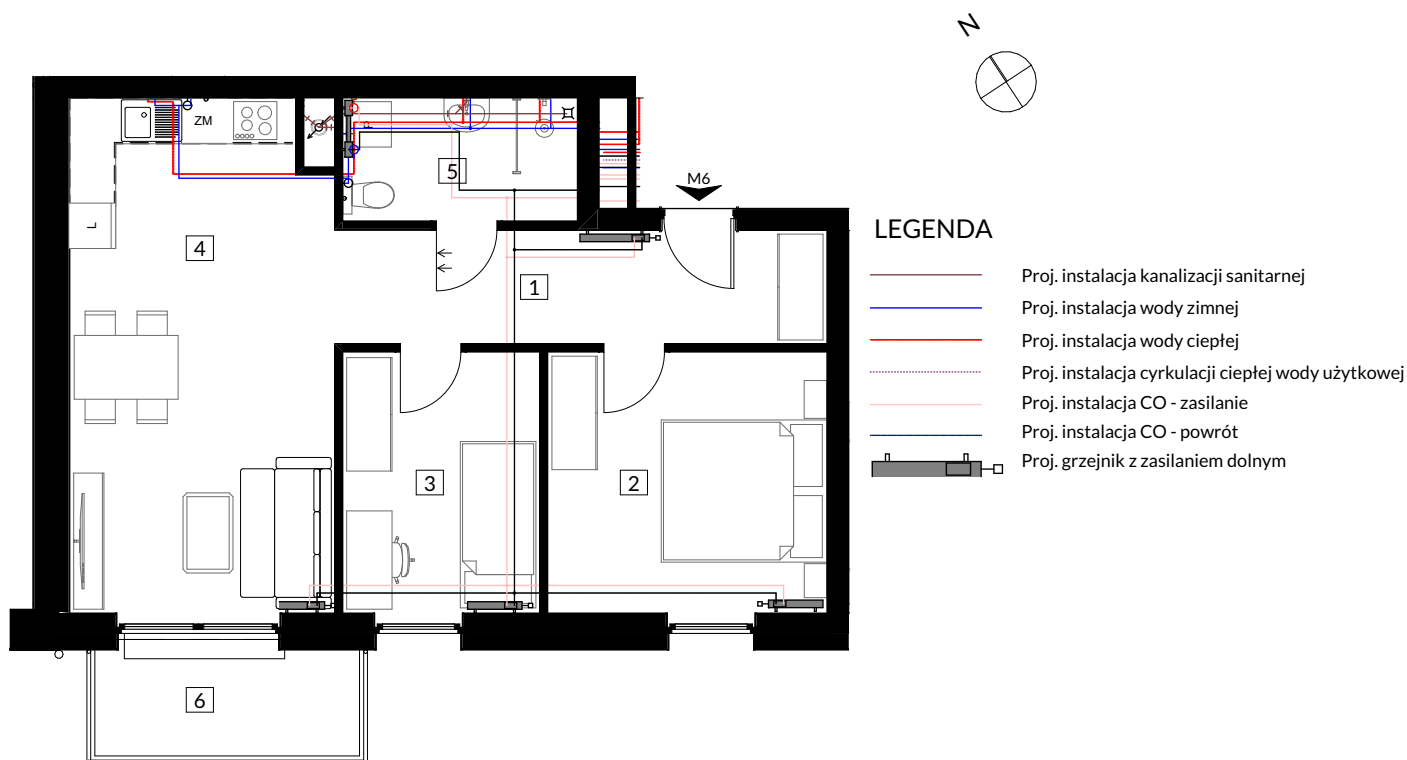 N
ZM
M6
5
L
4
LEGENDA
1
Proj. instalacja kanalizacji sanitarnej
Proj. instalacja wody zimnej
Proj. instalacja wody ciepłej
Proj. instalacja cyrkulacji ciepłej wody użytkowej
Proj. instalacja CO - zasilanie
Proj. instalacja CO - powrót
Proj. grzejnik z zasilaniem dolnym
3
2
6